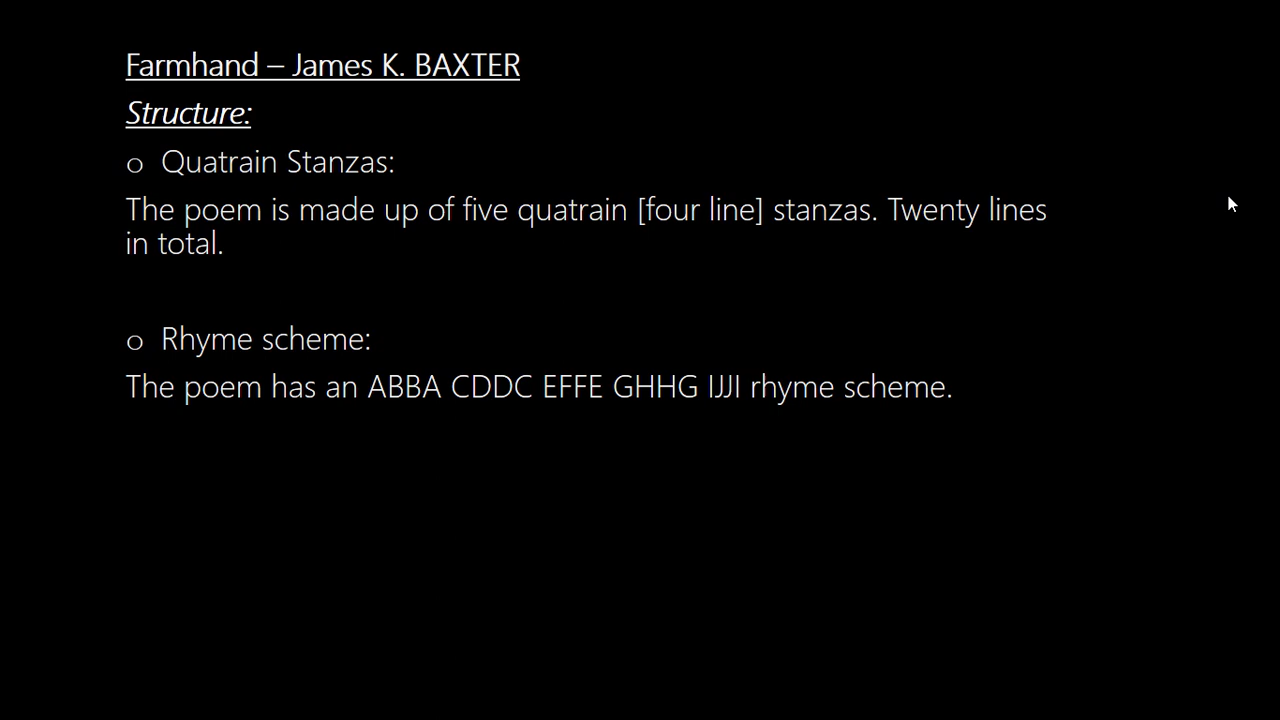 Farmhand – James K. BAXTER
Structure:
o Quatrain Stanzas:
The poem is made up of five quatrain [four line] stanzas. Twenty lines
in total.
o Rhyme scheme:
The poem has an ABBA CDDC EFFE GHHG IJJI rhyme scheme.